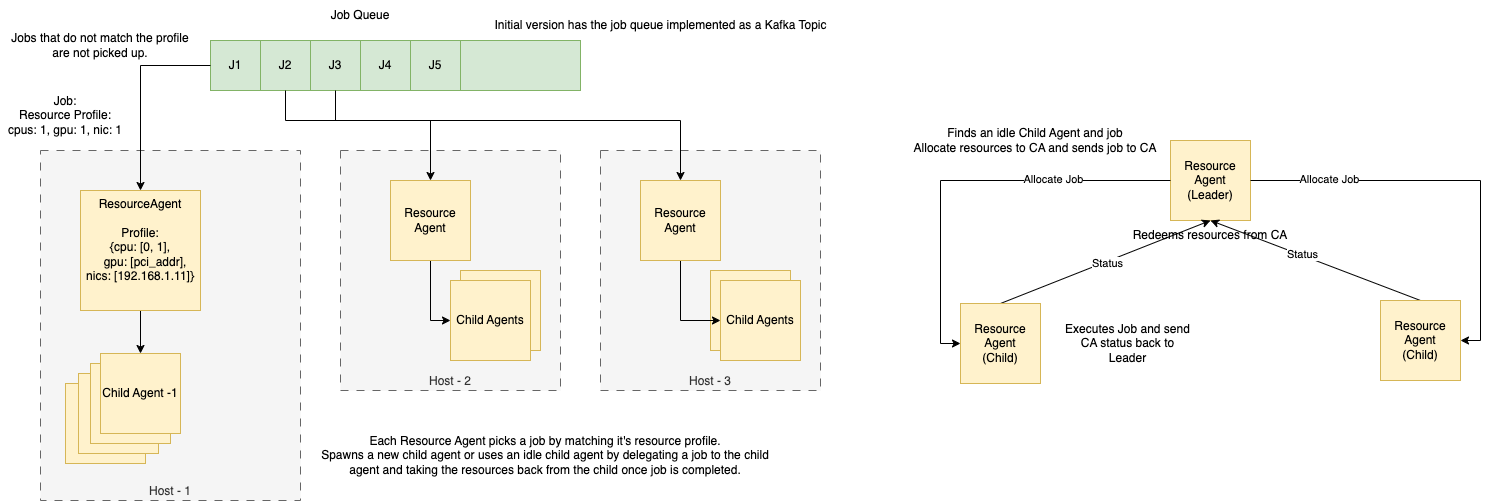 Job Queue
Initial version has the job queue implemented as a Kafka Topic
Jobs that do not match the profile
are not picked up.
J1
J2
J3
J4
J5
Job:
Resource Profile:
cpus: 1, gpu: 1, nic: 1
ResourceAgent
Profile:
{cpu: [0, 1],
gpu: [pci_addr],
nics: [192.168.1.11]}
Child Agent -1
Host - 1
Resource
Agent
Child Agents
Host - 2
Resource
Agent
Child Agents
Host - 3
Each Resource Agent picks a job by matching it's resource profile.
Spawns a new child agent or uses an idle child agent by delegating a job to the child
agent and taking the resources back from the child once job is completed.
Finds an idle Child Agent and job
Allocate resources to CA and sends job to CA
Resource
Agent
(Leader)
Allocate Job
Allocate Job
Redeems resources from CA
Status
Status
Resource
Agent
(Child)
Executes Job and send
CA status back to
Leader
Resource
Agent
(Child)